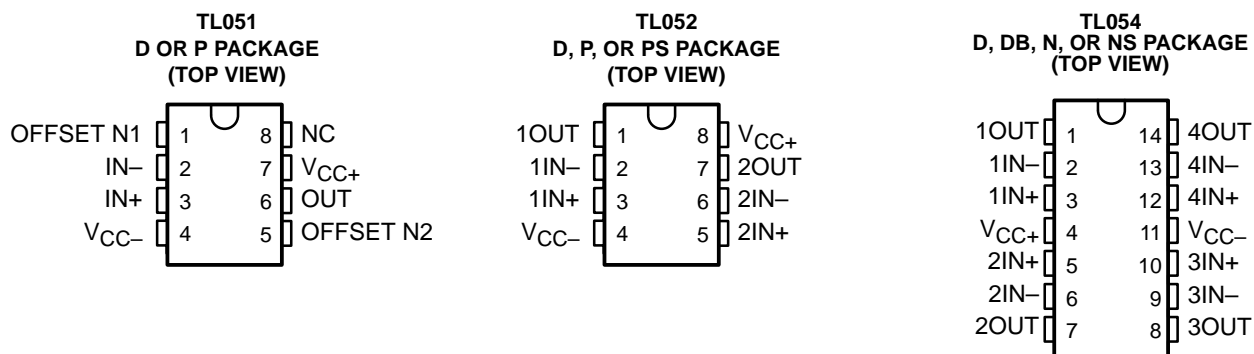 TL051
D OR P PACKAGE
(TOP VIEW)
OFFSET N1 1 8 NC
IN– 2 7 VCC+
IN+ 3 6 OUT
VCC– 4 5 OFFSET N2
TL052
D, P, OR PS PACKAGE
(TOP VIEW)
1OUT 1 8 VCC+
1IN– 2 7 2OUT
1IN+ 3 6 2IN–
VCC– 4 5 2IN+
TL054
D, DB, N, OR NS PACKAGE
(TOP VIEW)
1OUT 1 14 4OUT
1IN– 2 13 4IN–
1IN+ 3 12 4IN+
VCC+ 4 11 VCC–
2IN+ 5 10 3IN+
2IN– 6 9 3IN–
2OUT 7 8 3OUT